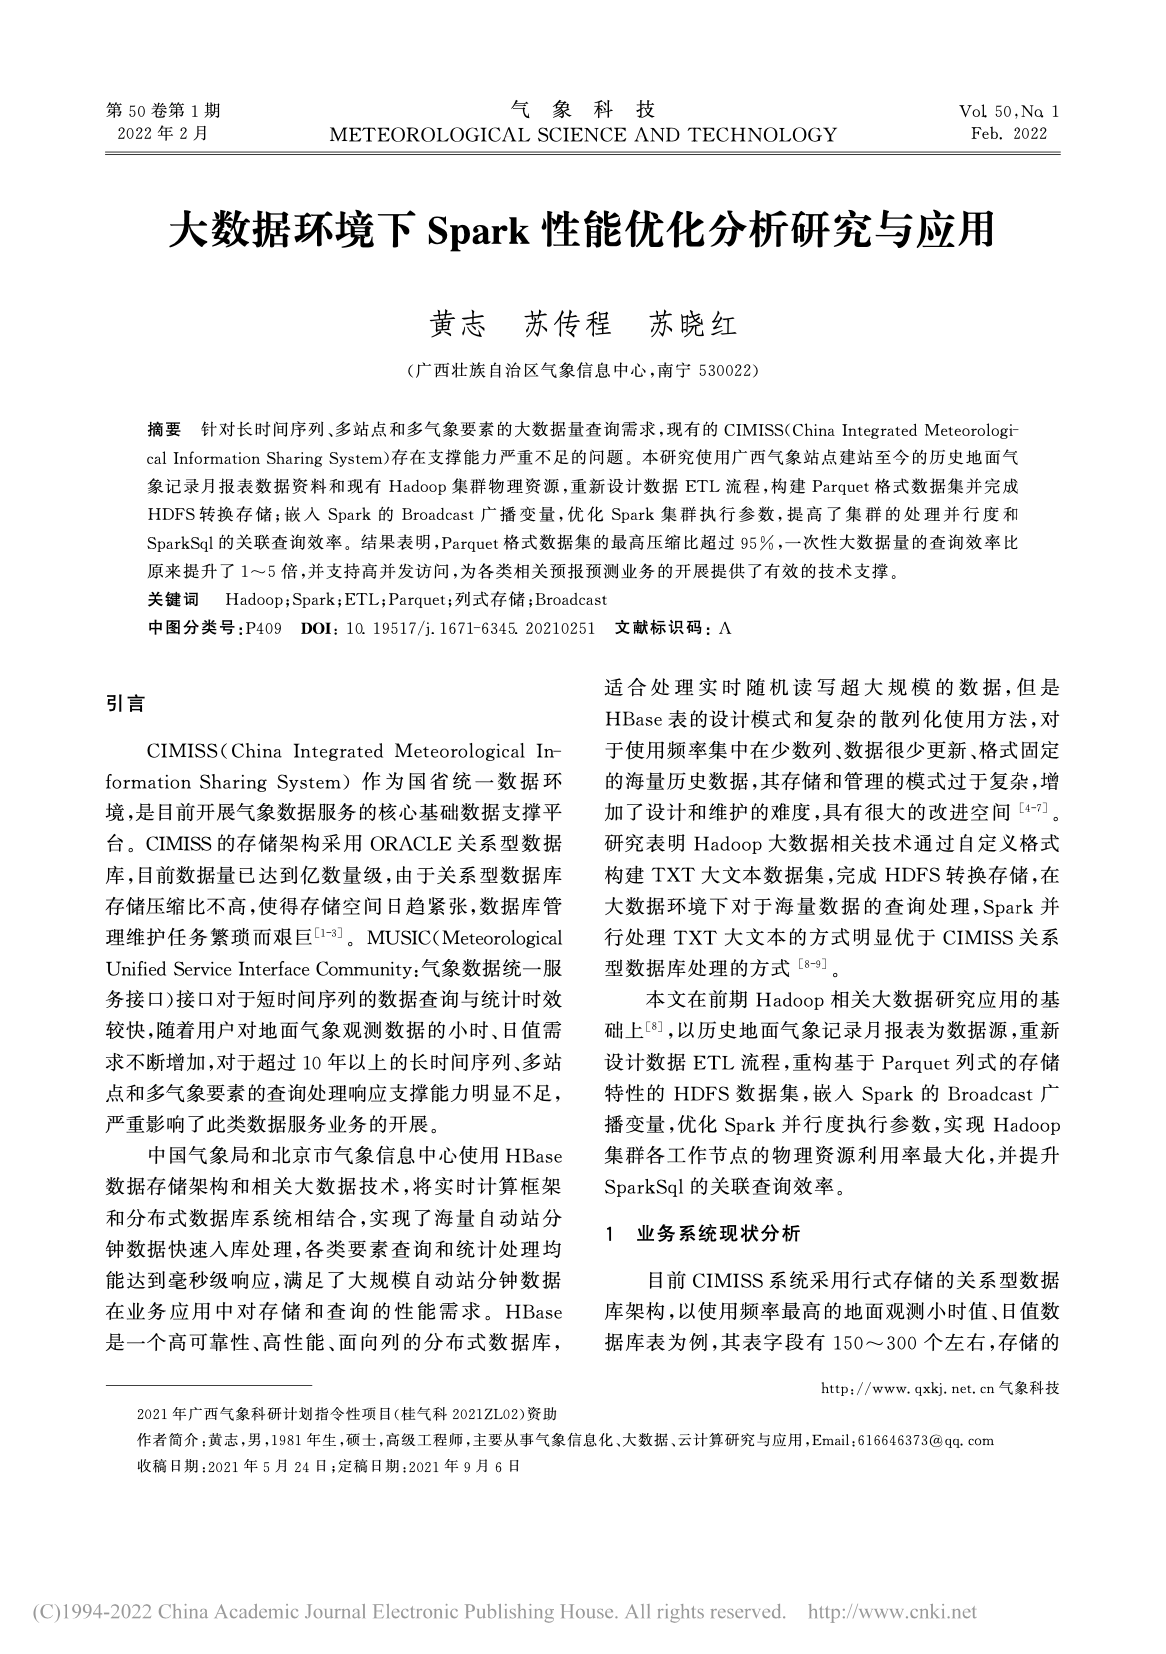 第 50 卷第 1 期
2022 年 2 月
气 象 科 技
METEOROLOGICAL SCIENCE AND TECHNOLOGY
Vol. 50,No. 1
Feb. 2022
大数据环境下 Spark 性能优化分析研究与应用
黄志 苏传程 苏晓红
(广西壮族自治区气象信息中心,南宁 530022)
摘要 针对长时间序列、多站点和多气象要素的大数据量查询需求,现有的 CIMISS(China Integrated Meteorologi-
cal Information Sharing System)存在支撑能力严重不足的问题。本研究使用广西气象站点建站至今的历史地面气
象记录月报表数据资料和现有 Hadoop 集群物理资源,重新设计数据 ETL 流程,构建 Parquet 格式数据集并完成
HDFS转换存储;嵌入 Spark 的 Broadcast 广播变量,优化 Spark 集群执行参数,提高了集群的处理并行度和
SparkSql 的关联查询效率。结果表明,Parquet 格式数据集的最高压缩比超过 95%,一次性大数据量的查询效率比
原来提升了 1～5 倍,并支持高并发访问,为各类相关预报预测业务的开展提供了有效的技术支撑。
关键词 Hadoop;Spark;ETL;Parquet;列式存储;Broadcast
中图分类号:P409 DOI: 10. 19517/j. 1671-6345. 20210251 文献标识码: A
引言
CIMISS(China Integrated Meteorological In-
formation Sharing System) 作为国省统一数据环
境,是目前开展气象数据服务的核心基础数据支撑平
台。CIMISS 的存储架构采用 ORACLE 关系型数据
库,目前数据量已达到亿数量级,由于关系型数据库
存储压缩比不高,使得存储空间日趋紧张,数据库管
理维护任务繁琐而艰巨[1-3]。MUSIC(Meteorological
Unified Service Interface Community:气象数据统一服
务接口)接口对于短时间序列的数据查询与统计时效
较快,随着用户对地面气象观测数据的小时、日值需
求不断增加,对于超过 10 年以上的长时间序列、多站
点和多气象要素的查询处理响应支撑能力明显不足,
严重影响了此类数据服务业务的开展。
中国气象局和北京市气象信息中心使用 HBase
数据存储架构和相关大数据技术,将实时计算框架
和分布式数据库系统相结合,实现了海量自动站分
钟数据快速入库处理,各类要素查询和统计处理均
能达到毫秒级响应,满足了大规模自动站分钟数据
在业务应用中对存储和查询的性能需求。HBase
是一个高可靠性、高性能、面向列的分布式数据库,
适合处理实时随机读写超大规模的数据,但是
HBase 表的设计模式和复杂的散列化使用方法,对
于使用频率集中在少数列、数据很少更新、格式固定
的海量历史数据,其存储和管理的模式过于复杂,增
加了设计和维护的难度,具有很大的改进空间 [4-7]。
研究表明 Hadoop 大数据相关技术通过自定义格式
构建 TXT 大文本数据集,完成 HDFS 转换存储,在
大数据环境下对于海量数据的查询处理,Spark 并
行处理 TXT 大文本的方式明显优于 CIMISS 关系
型数据库处理的方式 [8-9] 。
本文在前期 Hadoop 相关大数据研究应用的基
础上[8],以历史地面气象记录月报表为数据源,重新
设计数据 ETL 流程,重构基于 Parquet 列式的存储
特性的 HDFS 数据集,嵌入 Spark 的 Broadcast 广
播变量,优化 Spark 并行度执行参数,实现 Hadoop
集群各工作节点的物理资源利用率最大化,并提升
SparkSql 的关联查询效率。
1 业务系统现状分析
目前 CIMISS 系统采用行式存储的关系型数据
库架构,以使用频率最高的地面观测小时值、日值数
据库表为例,其表字段有 150～300 个左右,存储的
http://www. qxkj. net. cn 气象科技
2021 年广西气象科研计划指令性项目(桂气科 2021ZL02)资助
作者简介:黄志,男,1981 年生,硕士,高级工程师,主要从事气象信息化、大数据、云计算研究与应用,Email:616646373@qq. com
收稿日期:2021 年 5 月 24 日;定稿日期:2021 年 9 月 6 日
(C)1994-2022 China Academic Journal Electronic Publishing House. All rights reserved. http://www.cnki.net